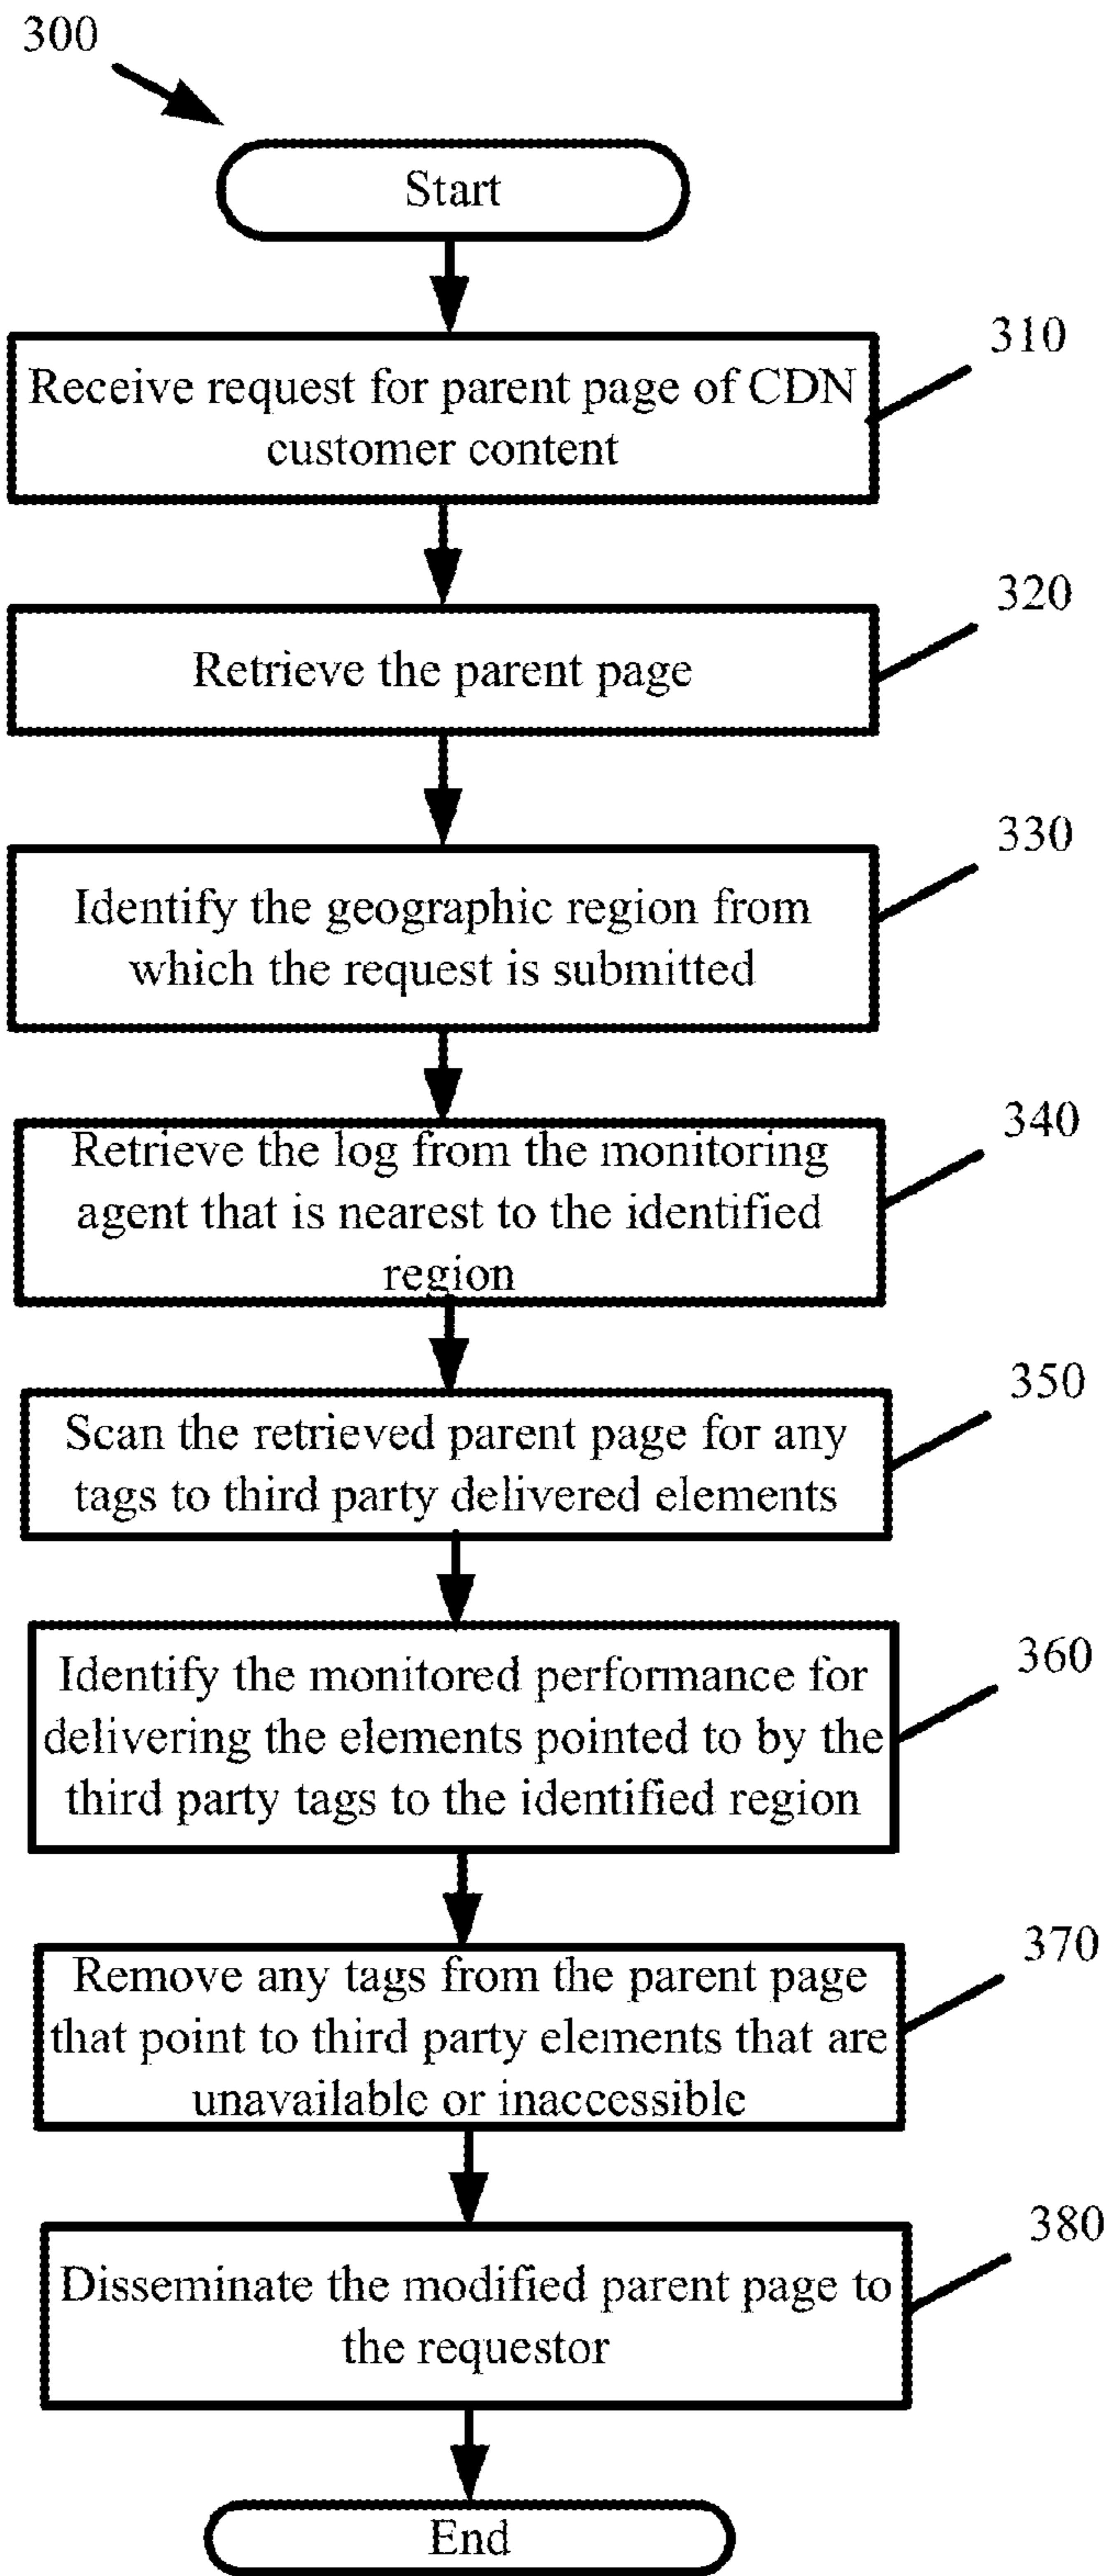 300
Start
310
Receive request for parent page of CDN
customer content
320
Retrieve the parent page
330
Identify the geographic region from
which the request is submitted
340
Retrieve the log from the monitoring
agent that is nearest to the identified
region
350
Scan the retrieved parent page for any
tags to third party delivered elements
360
Identify the monitored performance for
delivering the elements pointed to by the
third party tags to the identified region
370
Remove any tags from the parent page
that point to third party elements that are
unavailable or inaccessible
380
Disseminate the modified parent page to
the requestor
End